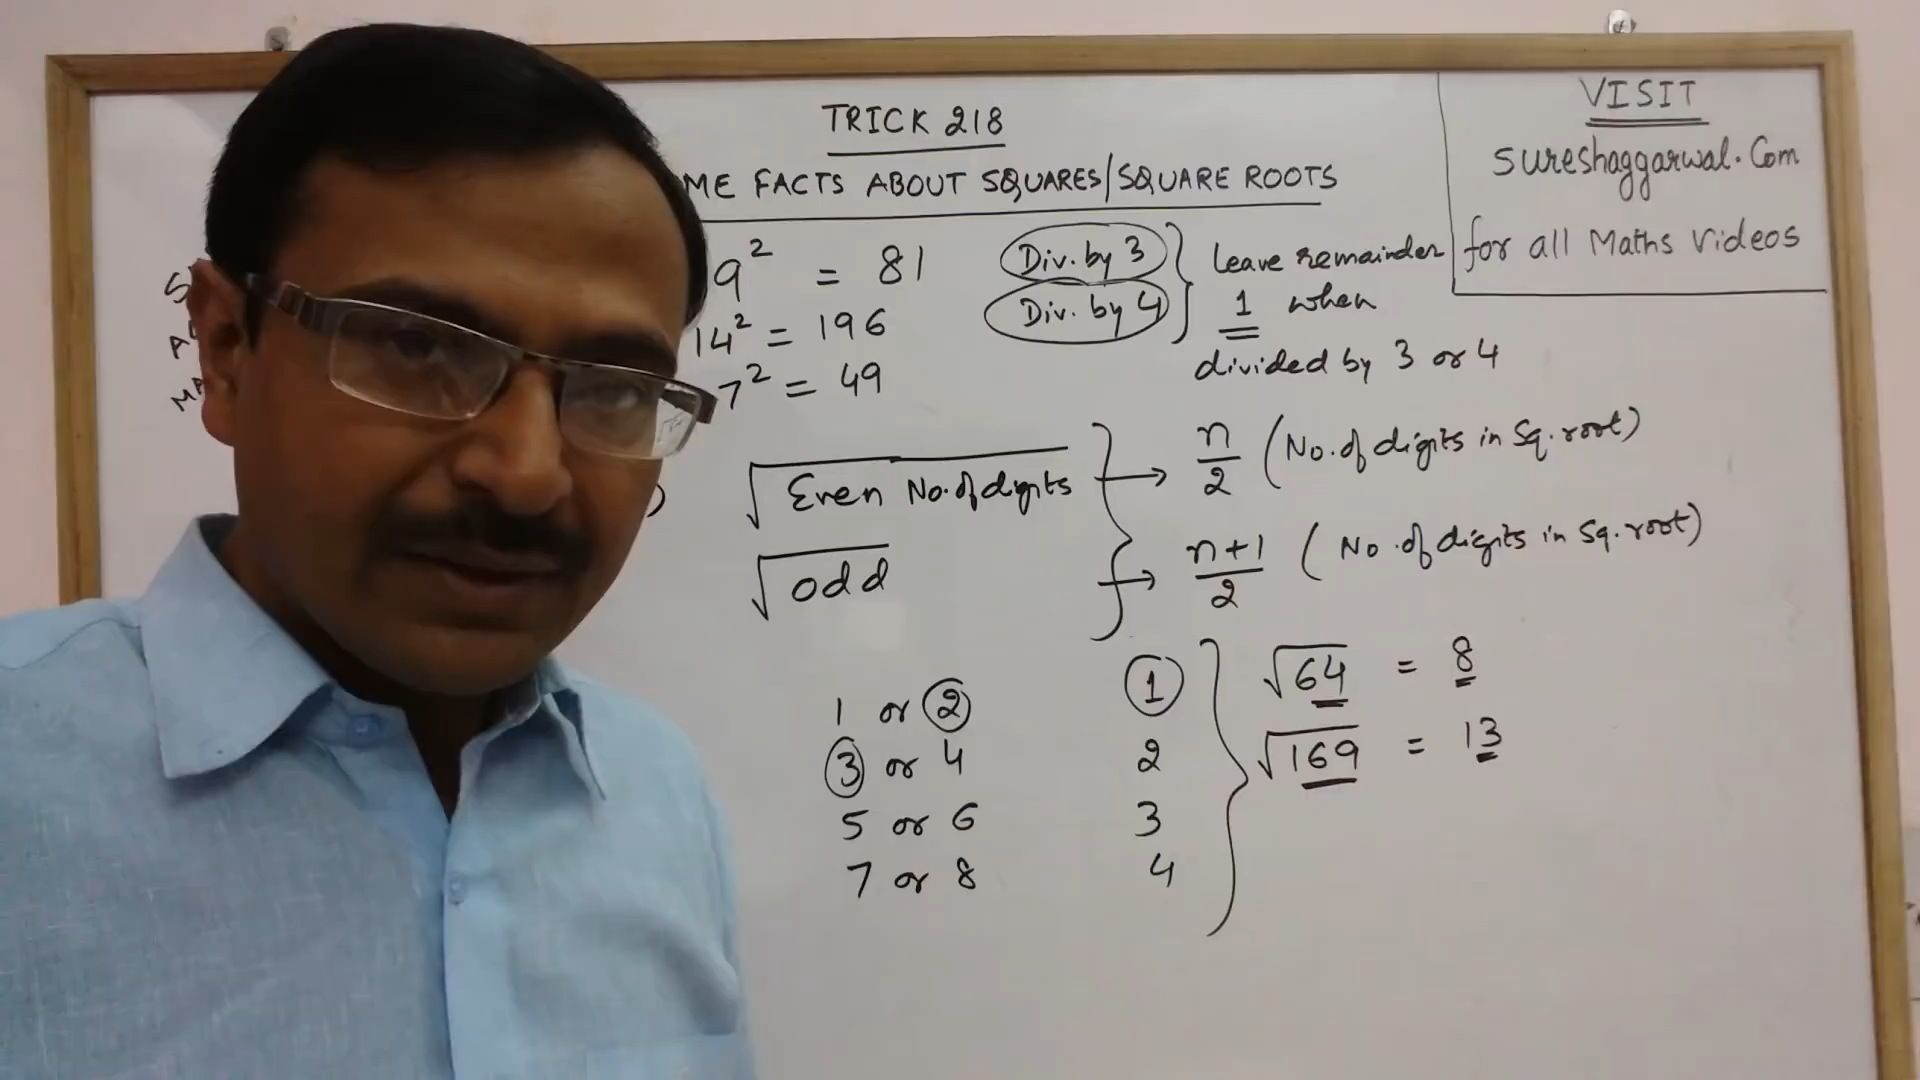 TRICK 218
ME FACTS ABOUT SQUARES/SQUARE ROOTS
VISIT
sureshaggarwal.Com
for all Maths videos
9² = 81
14² = 196
7² = 49
Div. by 3
Div. by 4
leave remainder
1 when
divided by 3 or 4
√Even No. of digits → n/2 (No. of digits in Sq. root)
√odd → n+1/2 (No. of digits in Sq. root)
1 or 2 1
3 or 4 2
5 or 6 3
7 or 8 4
√64 = 8
√169 = 13